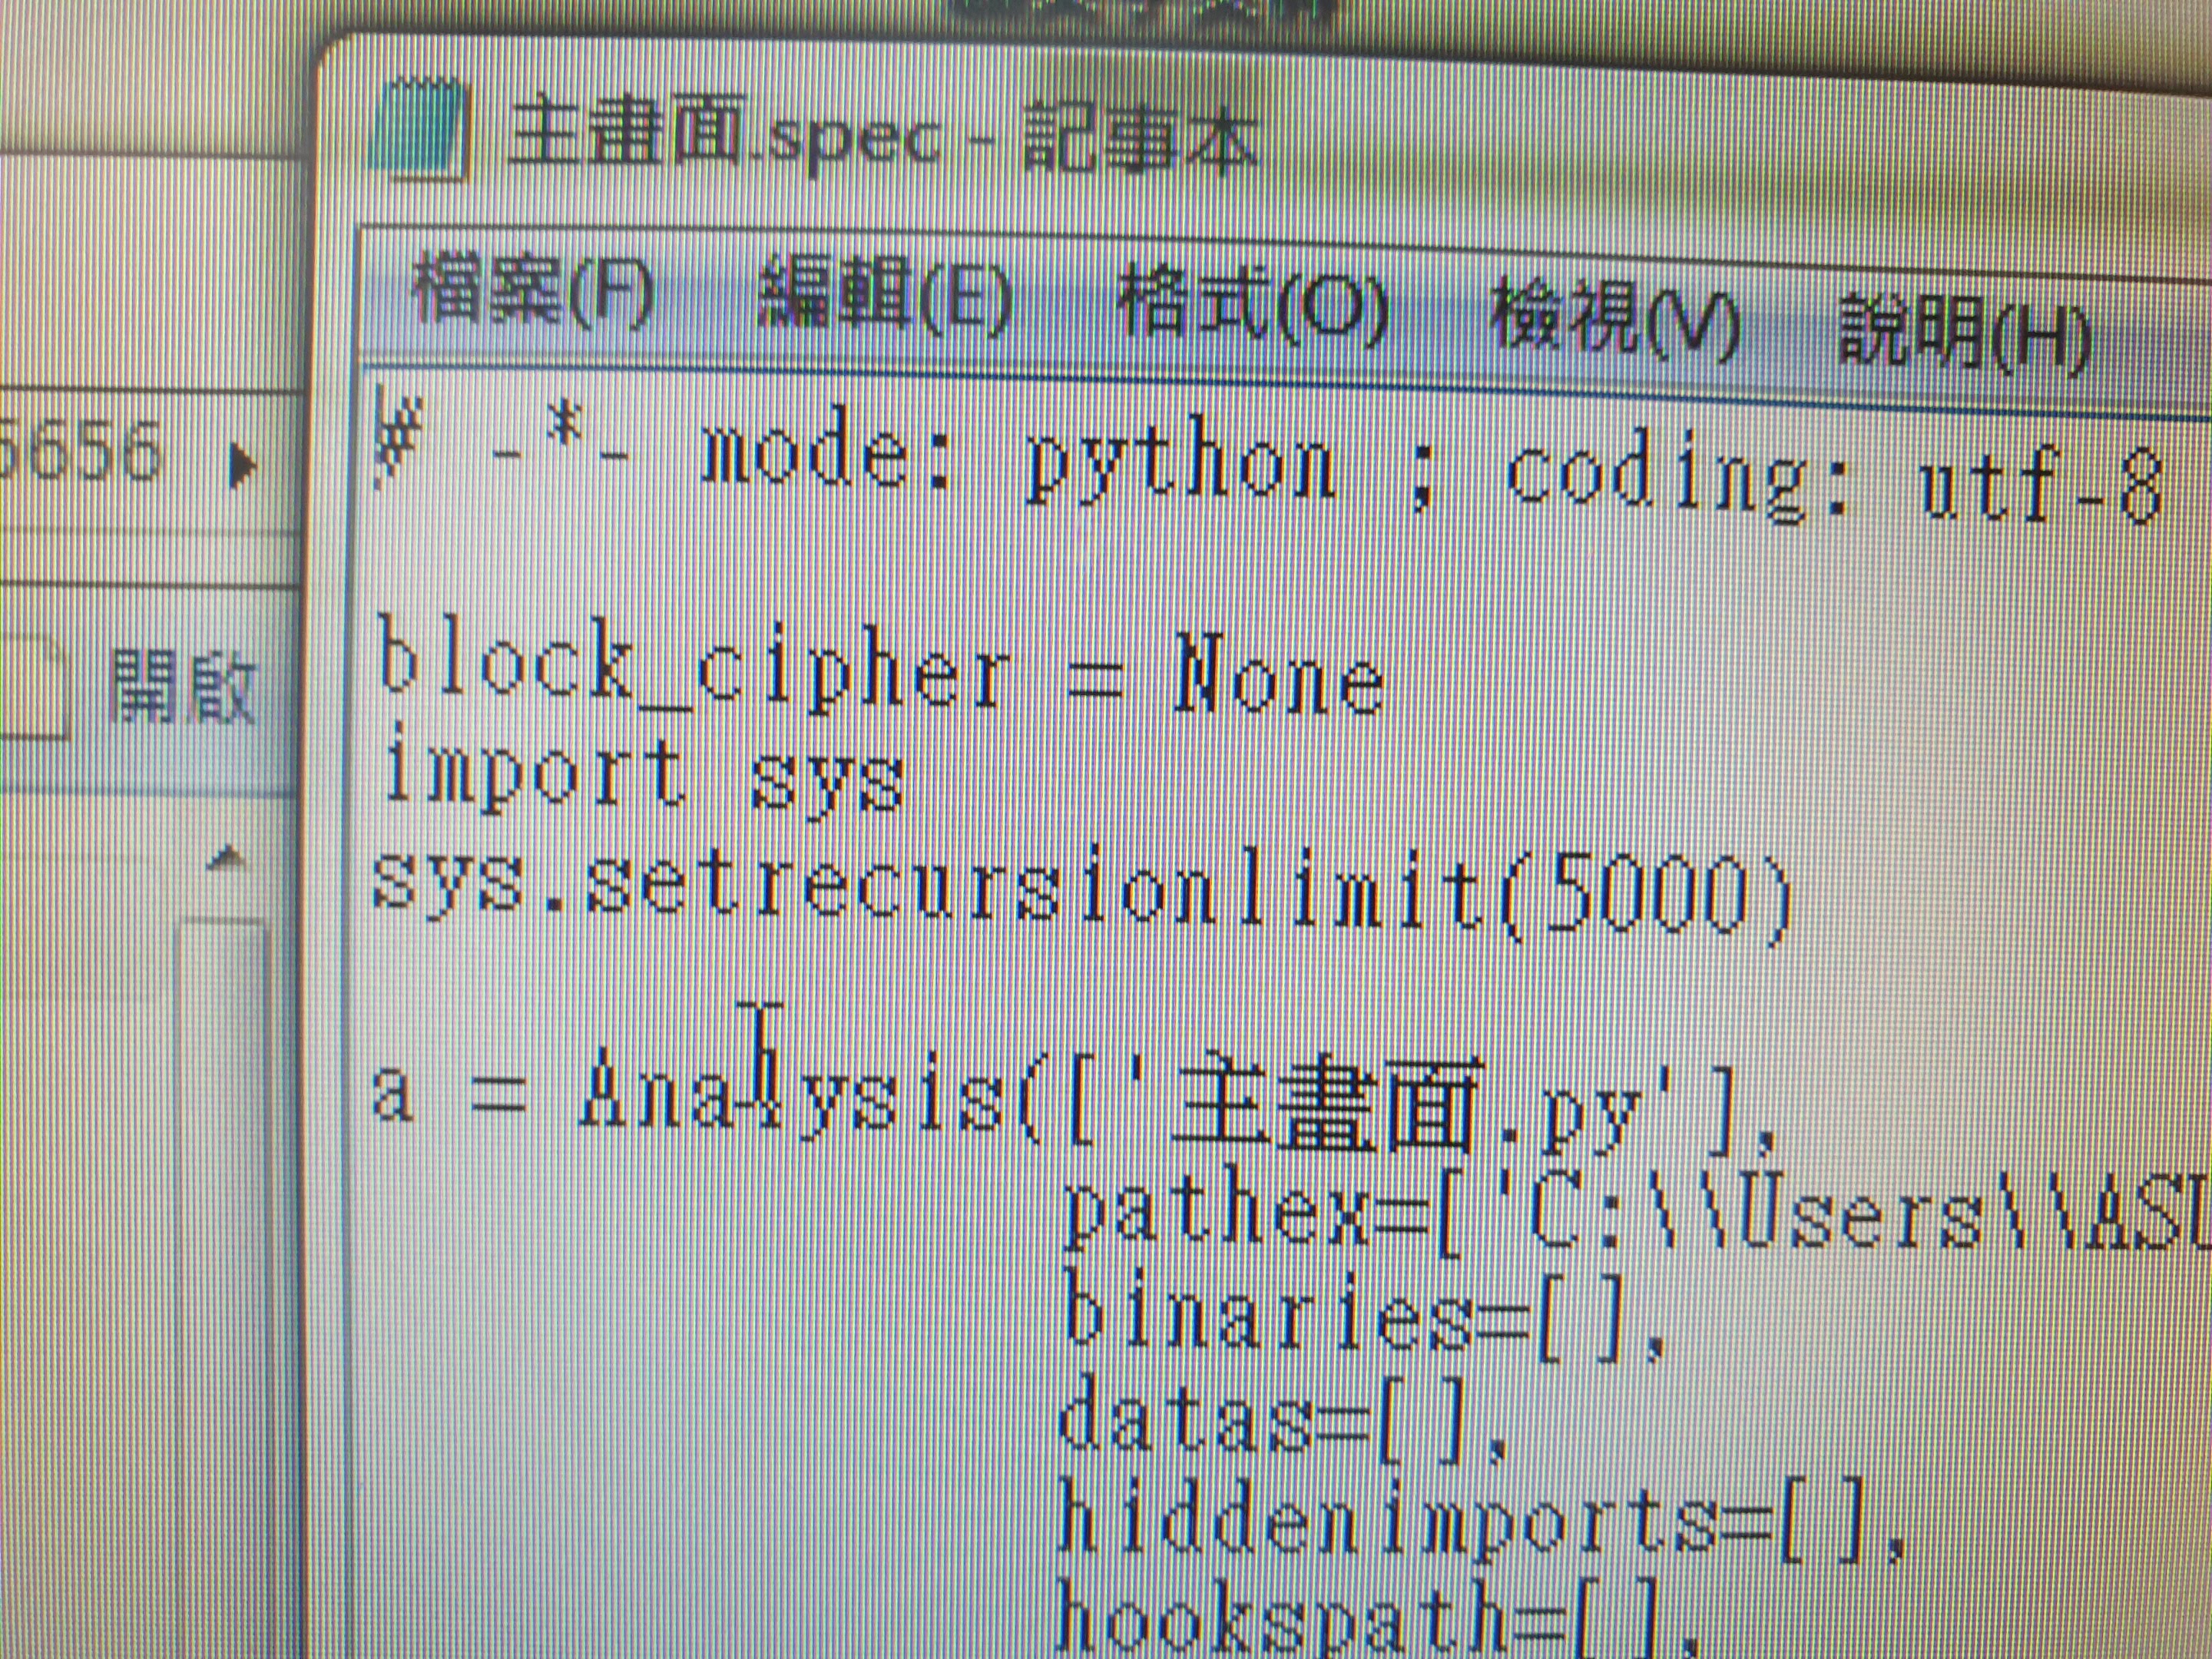 主畫面.spec - 記事本
檔案(F) 編輯(E) 格式(O) 檢視(V) 說明(H)
# -*- mode: python ; coding: utf-8
5656
block_cipher = None
開啟
import sys
sys.setrecursionlimit(5000)
a = Analysis(['主畫面.py'],
pathex=['C:\\Users\\ASU
binaries=[],
datas=[],
hiddenimports=[],
hookspath=[],